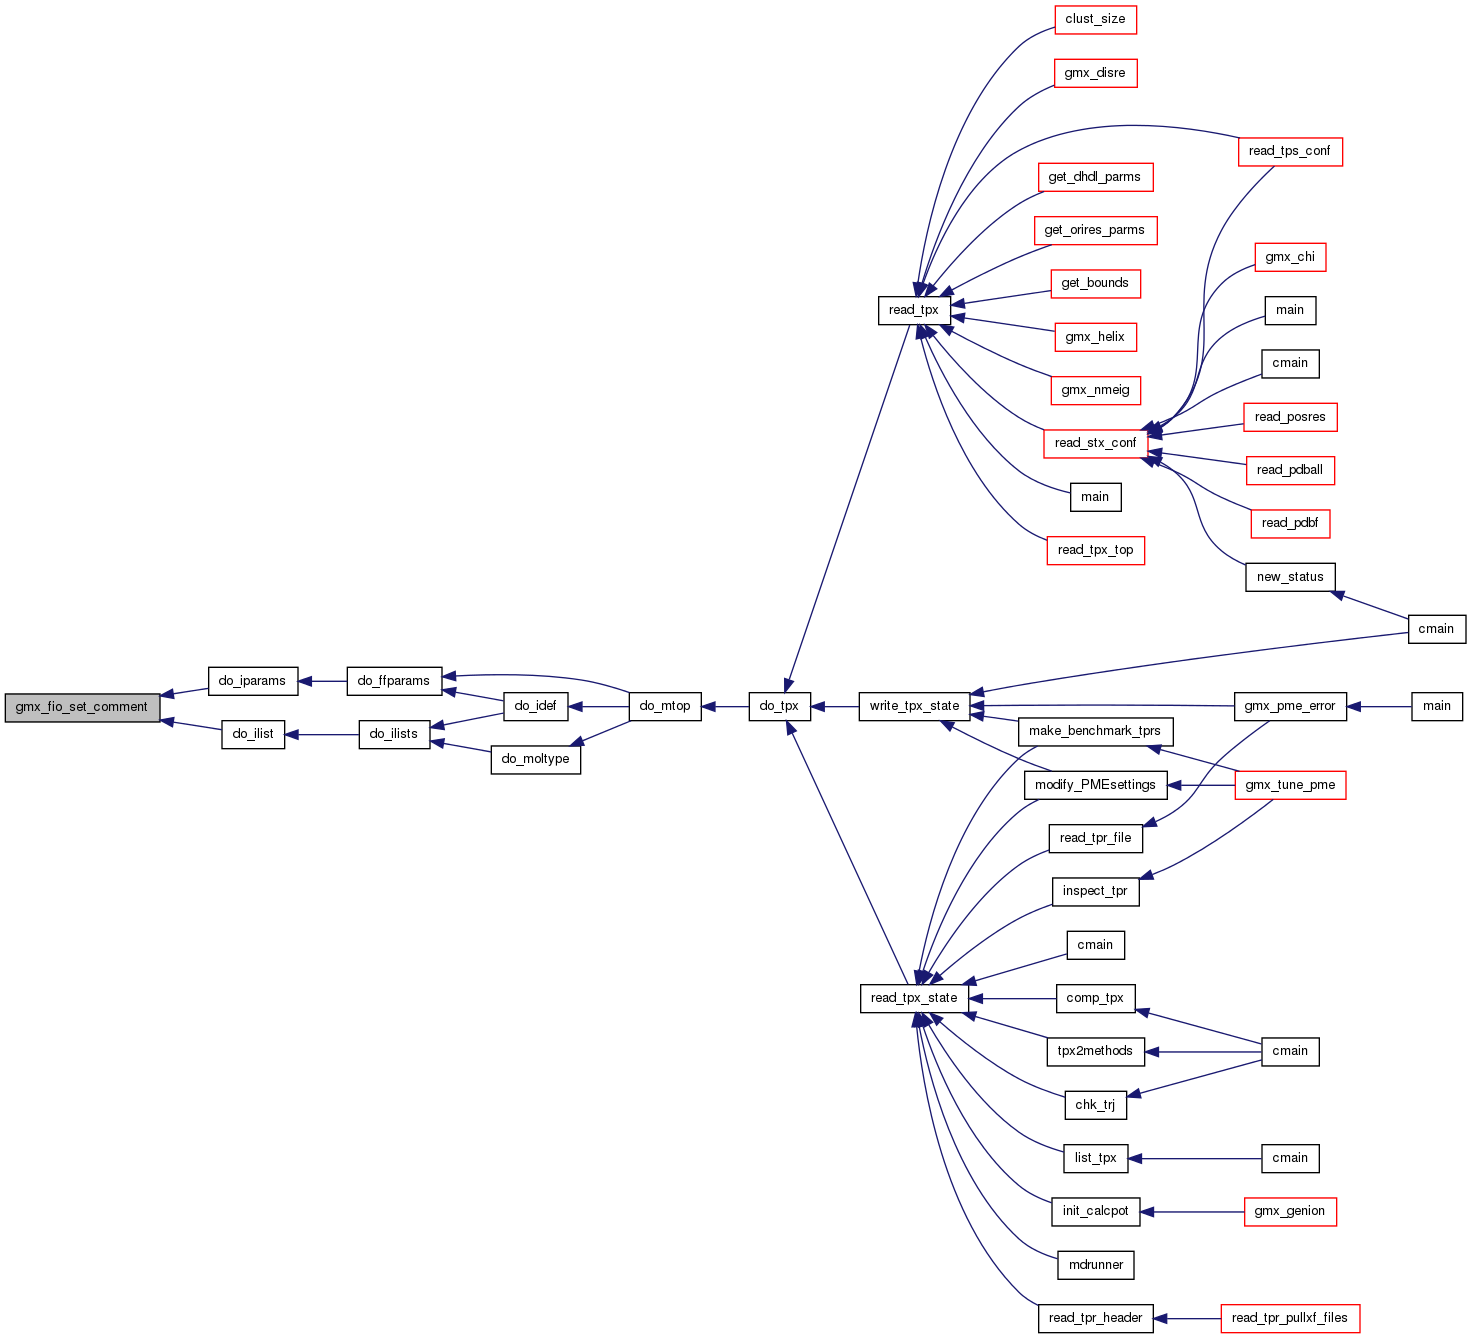 clust_size
gmx_disre
read_tps_conf
get_dhdl_parms
get_orires_parms
gmx_chi
get_bounds
read_tpx
main
gmx_helix
cmain
gmx_nmeig
read_posres
read_stx_conf
read_pdball
main
read_pdbf
read_tpx_top
new_status
cmain
do_iparams
do_ffparams
gmx_fio_set_comment
do_idef
do_mtop
do_tpx
write_tpx_state
gmx_pme_error
main
do_ilist
do_ilists
make_benchmark_tprs
do_moltype
modify_PMEsettings
gmx_tune_pme
read_tpr_file
inspect_tpr
cmain
read_tpx_state
comp_tpx
tpx2methods
cmain
chk_trj
list_tpx
cmain
init_calcpot
gmx_genion
mdrunner
read_tpr_header
read_tpr_pullxf_files